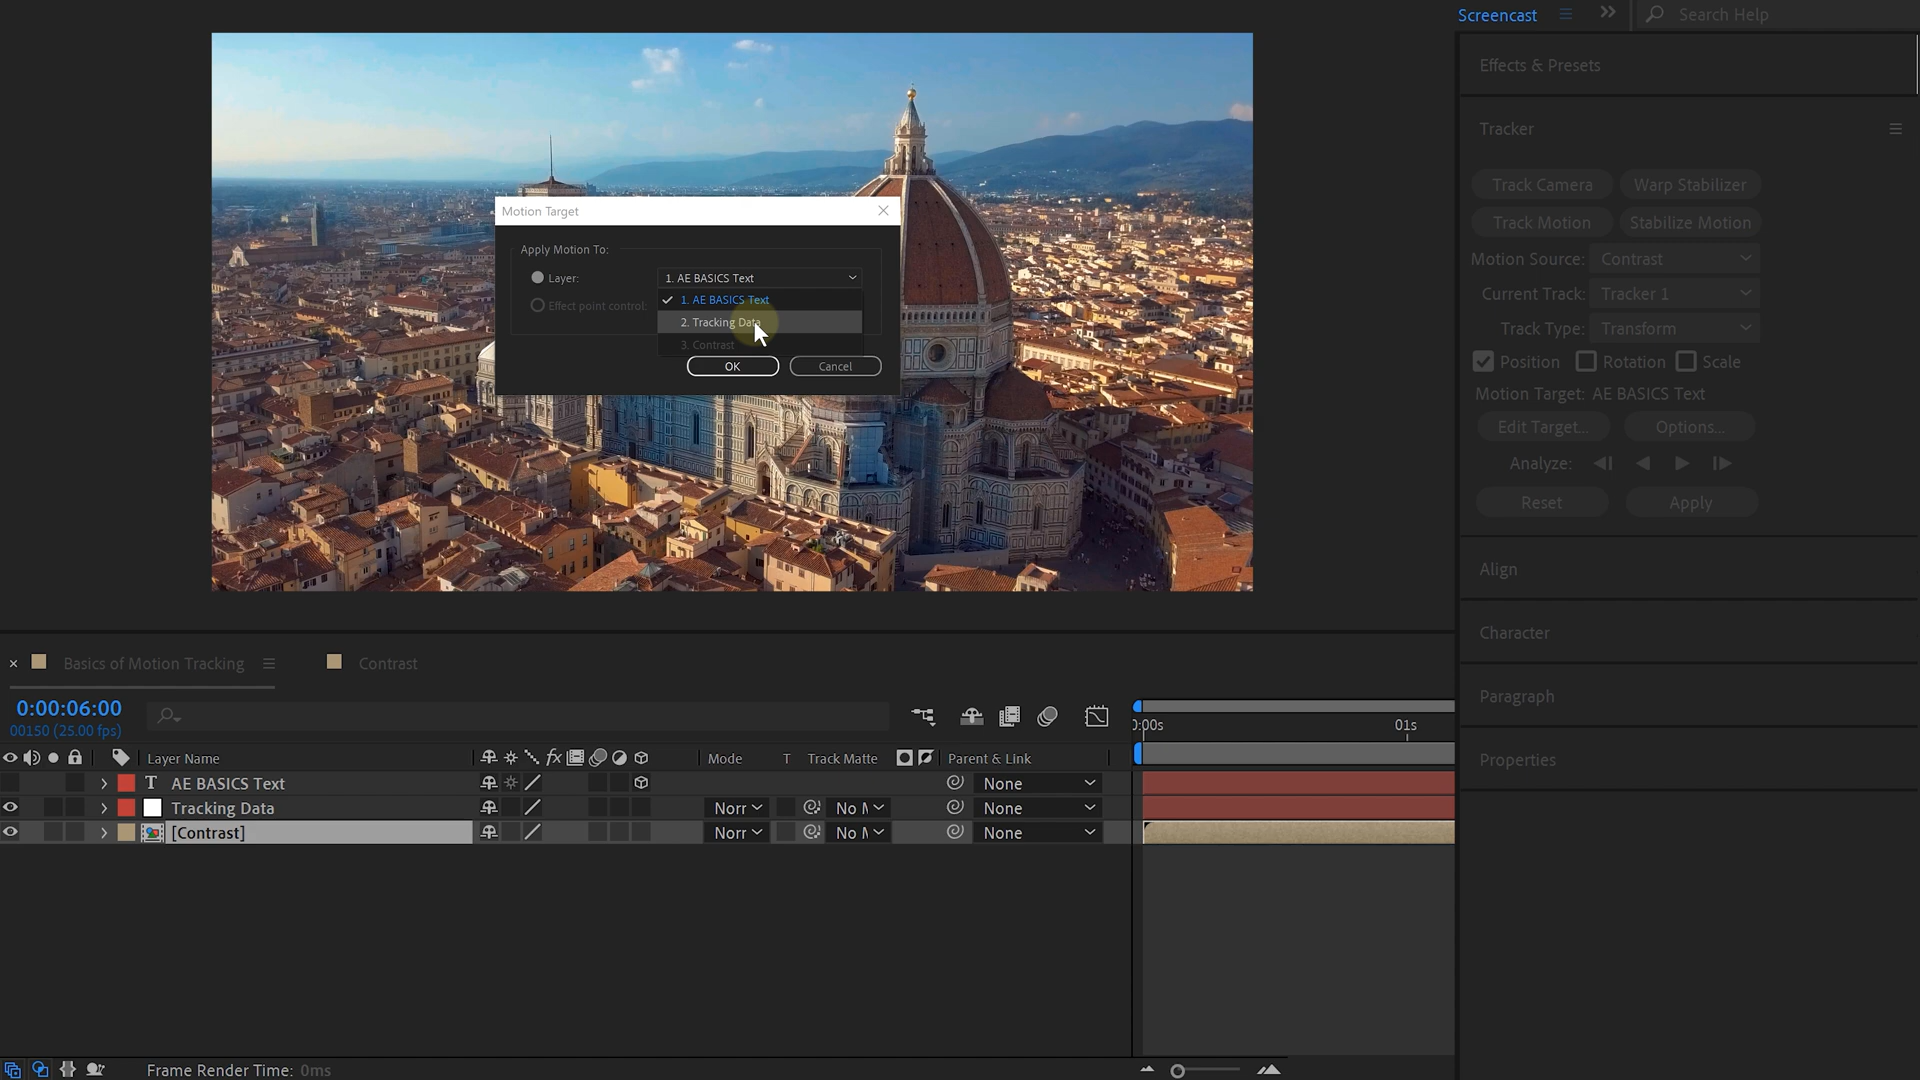 Screencast
Search Help
Effects & Presets
Tracker
Track Camera
Warp Stabilizer
Track Motion
Stabilize Motion
Motion Source: Contrast
Current Track: Tracker 1
Track Type: Transform
Position
Rotation
Scale
Motion Target: AE BASICS Text
Edit Target...
Options...
Analyze:
Reset
Apply
Align
Character
Paragraph
Properties
Motion Target
Apply Motion To:
Layer:
1. AE BASICS Text
Effect point control:
1. AE BASICS Text
2. Tracking Data
3. Contrast
OK
Cancel
Basics of Motion Tracking
Contrast
0:00:06:00
00150 (25.00 fps)
0:00s
01s
Layer Name
fx
Mode
T
Track Matte
Parent & Link
T AE BASICS Text
None
Tracking Data
Norr
No M
None
[Contrast]
Norr
No M
None
Frame Render Time: 0ms